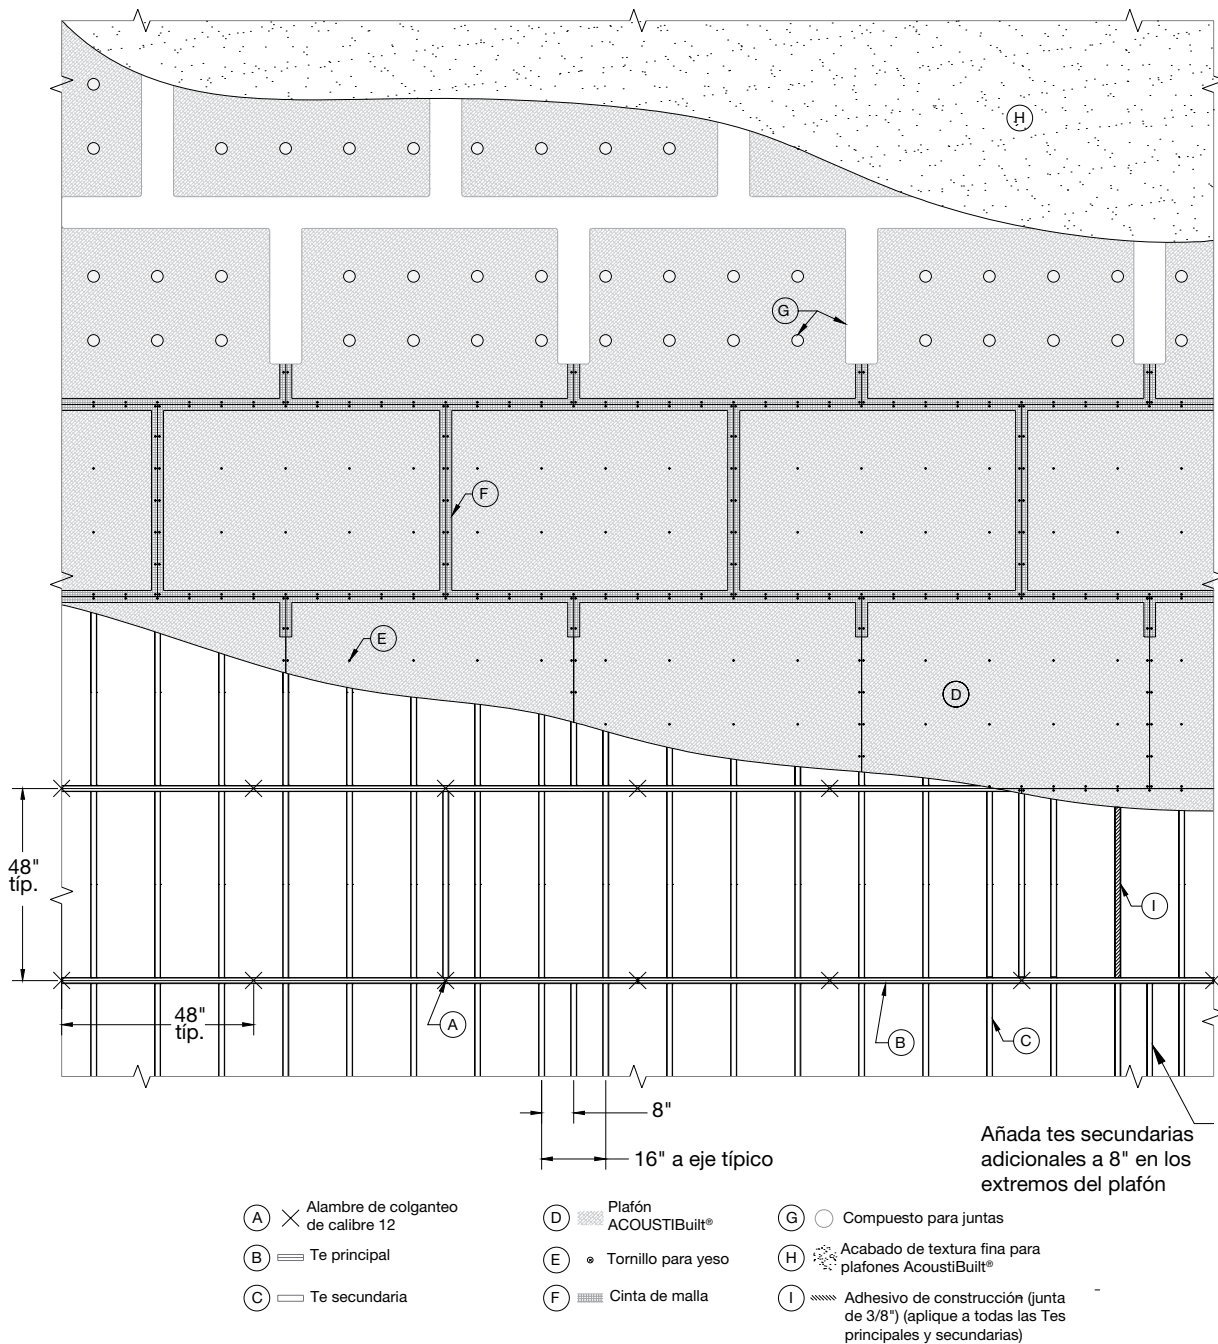 H
G
F
E
D
48"
típ.
I
48"
típ.
A
B
C
8"
16" a eje típico
Añada tes secundarias
adicionales a 8" en los
extremos del plafón
A Alambre de colganteo
de calibre 12
B Te principal
C Te secundaria
D Plafón
ACOUSTIBuilt®
E Tornillo para yeso
F Cinta de malla
G Compuesto para juntas
H Acabado de textura fina para
plafones AcoustiBuilt®
I Adhesivo de construcción (junta
de 3/8") (aplique a todas las Tes
principales y secundarias)